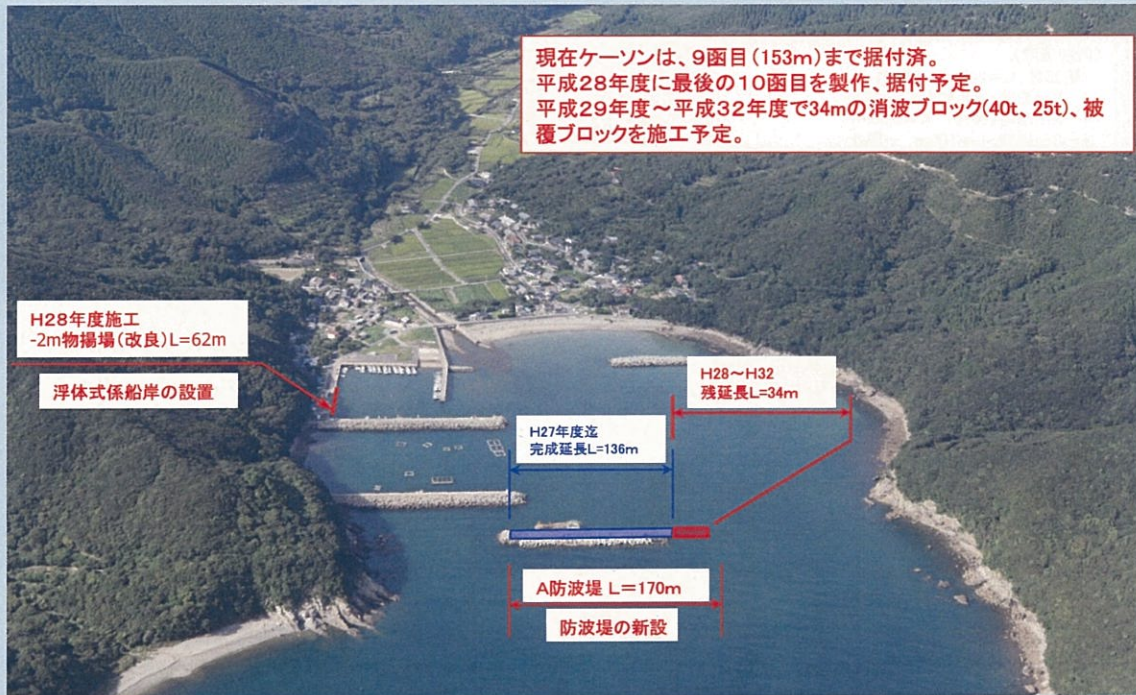 現在ケーソンは、9函目(153m)まで据付済。
平成28年度に最後の10函目を製作、据付予定。
平成29年度～平成32年度で34mの消波ブロック(40t、25t)、被
覆ブロックを施工予定。
H28年度施工
-2m物揚場(改良)L=62m
浮体式係船岸の設置
H28～H32
残延長L=34m
H27年度迄
完成延長L=136m
A防波堤 L=170m
防波堤の新設